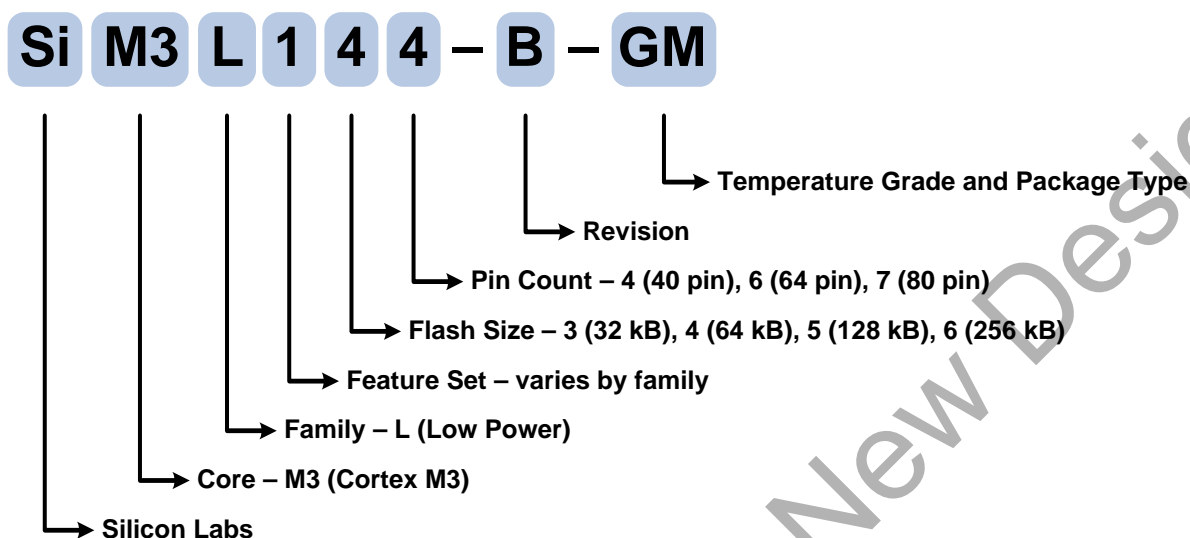 Si M3 L 1 4 4 – B – GM
Temperature Grade and Package Type
Revision
Pin Count – 4 (40 pin), 6 (64 pin), 7 (80 pin)
Flash Size – 3 (32 kB), 4 (64 kB), 5 (128 kB), 6 (256 kB)
Feature Set – varies by family
Family – L (Low Power)
Core – M3 (Cortex M3)
Silicon Labs
New